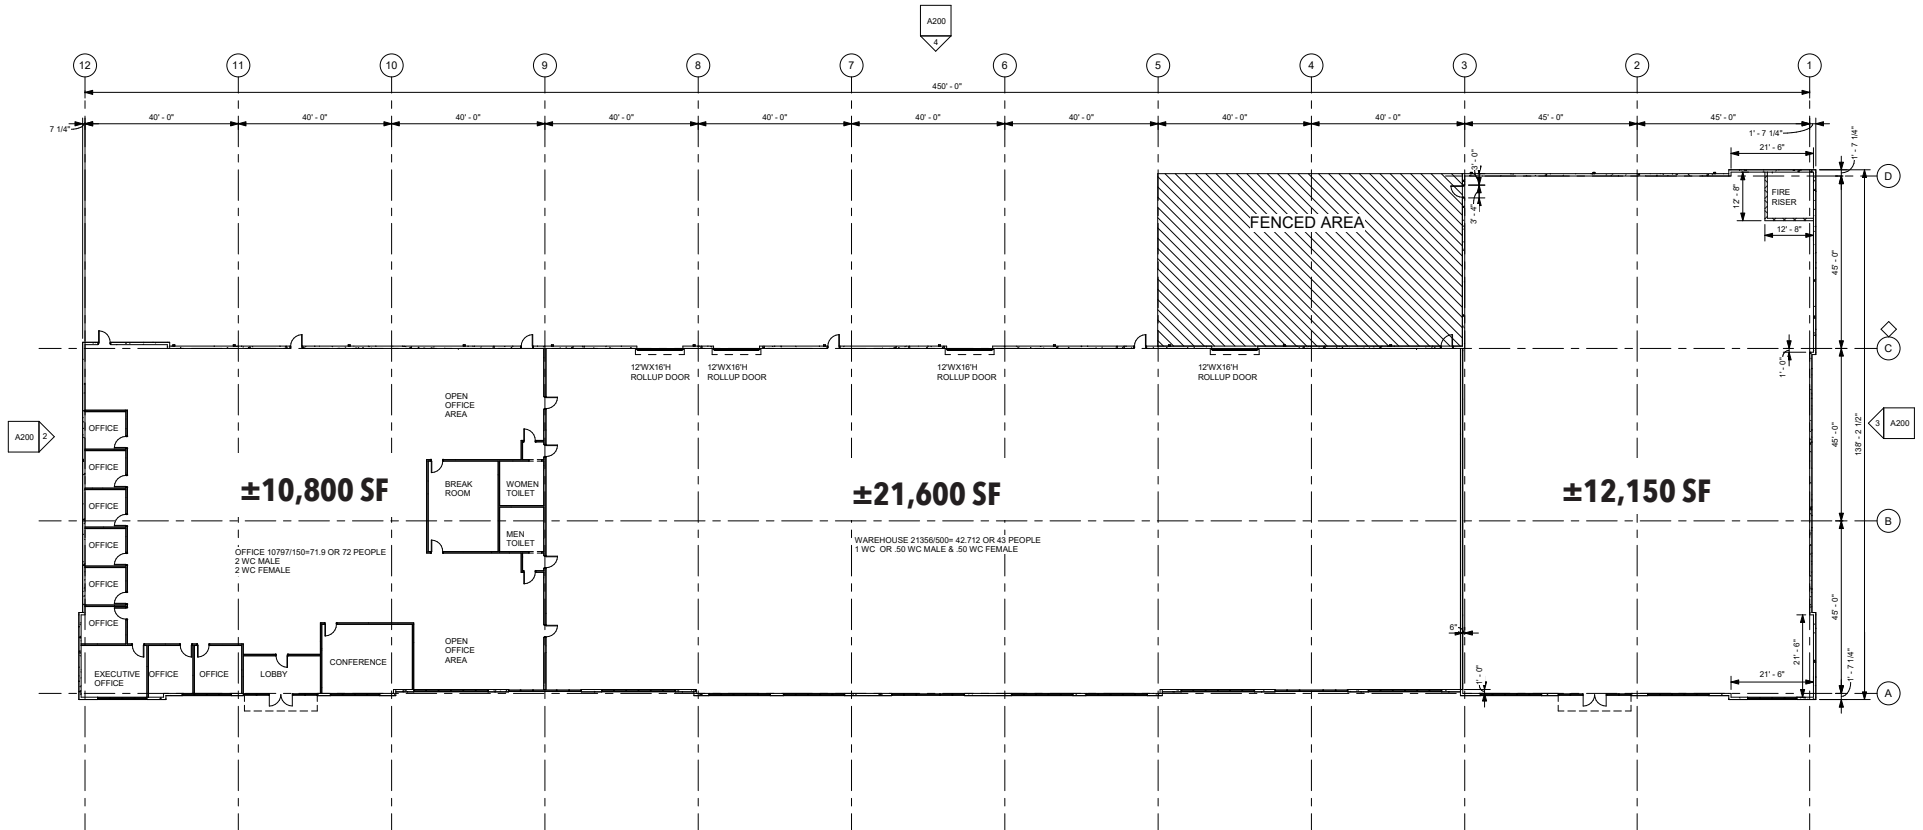 A200
4
12
11
10
9
8
7
6
5
4
3
2
1
450' - 0"
7 1/4"
40' - 0"
40' - 0"
40' - 0"
40' - 0"
40' - 0"
40' - 0"
40' - 0"
40' - 0"
40' - 0"
45' - 0"
45' - 0"
1' - 7 1/4"
21' - 6"
1' - 7 1/4"
D
3' - 0"
3' - 4"
12' - 8"
FIRE
RISER
12' - 8"
FENCED AREA
45' - 0"
C
1' - 0"
12'WX16'H
ROLLUP DOOR
12'WX16'H
ROLLUP DOOR
12'WX16'H
ROLLUP DOOR
12'WX16'H
ROLLUP DOOR
OPEN
OFFICE
AREA
A200
2
3
A200
OFFICE
OFFICE
OFFICE
OFFICE
OFFICE
OFFICE
45' - 0"
138' - 2 1/2"
±10,800 SF
BREAK
ROOM
WOMEN
TOILET
±21,600 SF
±12,150 SF
B
MEN
TOILET
OFFICE 10797/150=71.9 OR 72 PEOPLE
2 WC MALE
2 WC FEMALE
WAREHOUSE 21356/500= 42.712 OR 43 PEOPLE
1 WC OR .50 WC MALE & .50 WC FEMALE
45' - 0"
6"
OPEN
OFFICE
AREA
21' - 6"
EXECUTIVE
OFFICE
OFFICE
OFFICE
LOBBY
CONFERENCE
1' - 0"
21' - 6"
1' - 7 1/4"
A